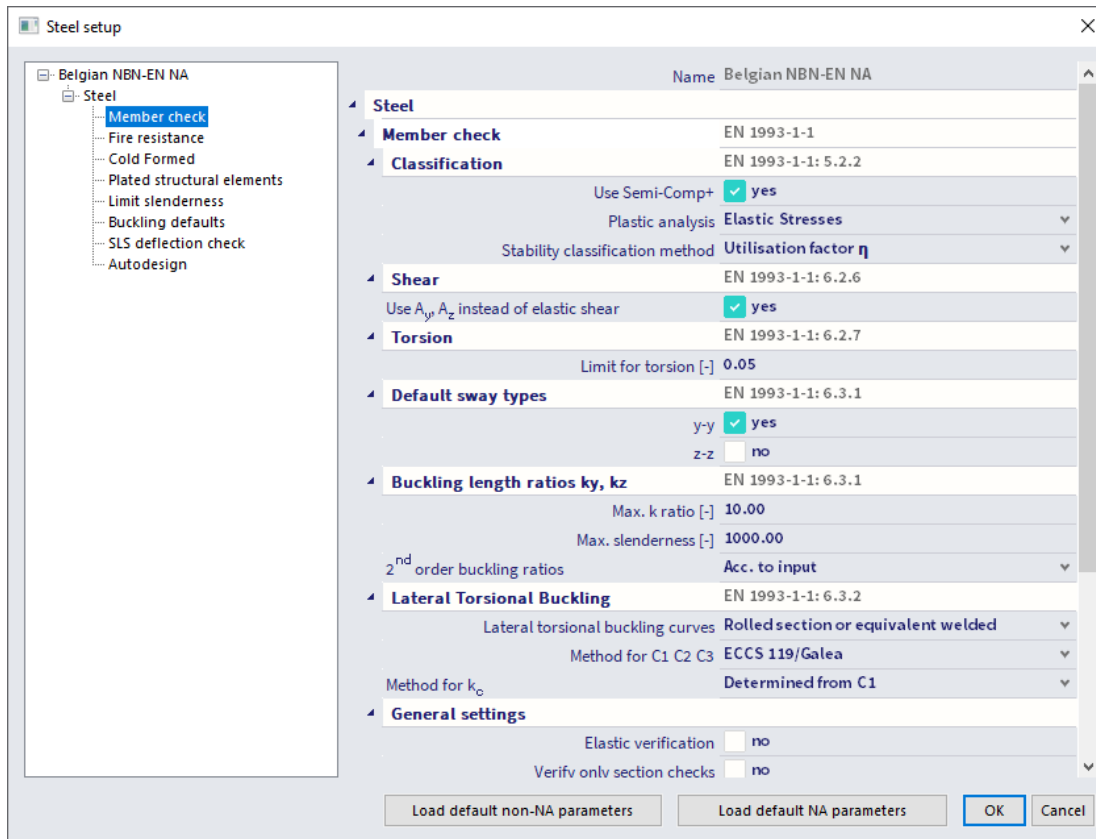 Steel setup
Belgian NBN-EN NA
Steel
Member check
Fire resistance
Cold Formed
Plated structural elements
Limit slenderness
Buckling defaults
SLS deflection check
Autodesign
Name Belgian NBN-EN NA
Steel
Member check EN 1993-1-1
Classification EN 1993-1-1: 5.2.2
Use Semi-Comp+ yes
Plastic analysis Elastic Stresses
Stability classification method Utilisation factor η
Shear EN 1993-1-1: 6.2.6
Use Ay, Az instead of elastic shear yes
Torsion EN 1993-1-1: 6.2.7
Limit for torsion [-] 0.05
Default sway types EN 1993-1-1: 6.3.1
y-y yes
z-z no
Buckling length ratios ky, kz EN 1993-1-1: 6.3.1
Max. k ratio [-] 10.00
Max. slenderness [-] 1000.00
2nd order buckling ratios Acc. to input
Lateral Torsional Buckling EN 1993-1-1: 6.3.2
Lateral torsional buckling curves Rolled section or equivalent welded
Method for C1 C2 C3 ECCS 119/Galea
Method for kc Determined from C1
General settings
Elastic verification no
Verify only section checks no
Load default non-NA parameters Load default NA parameters OK Cancel